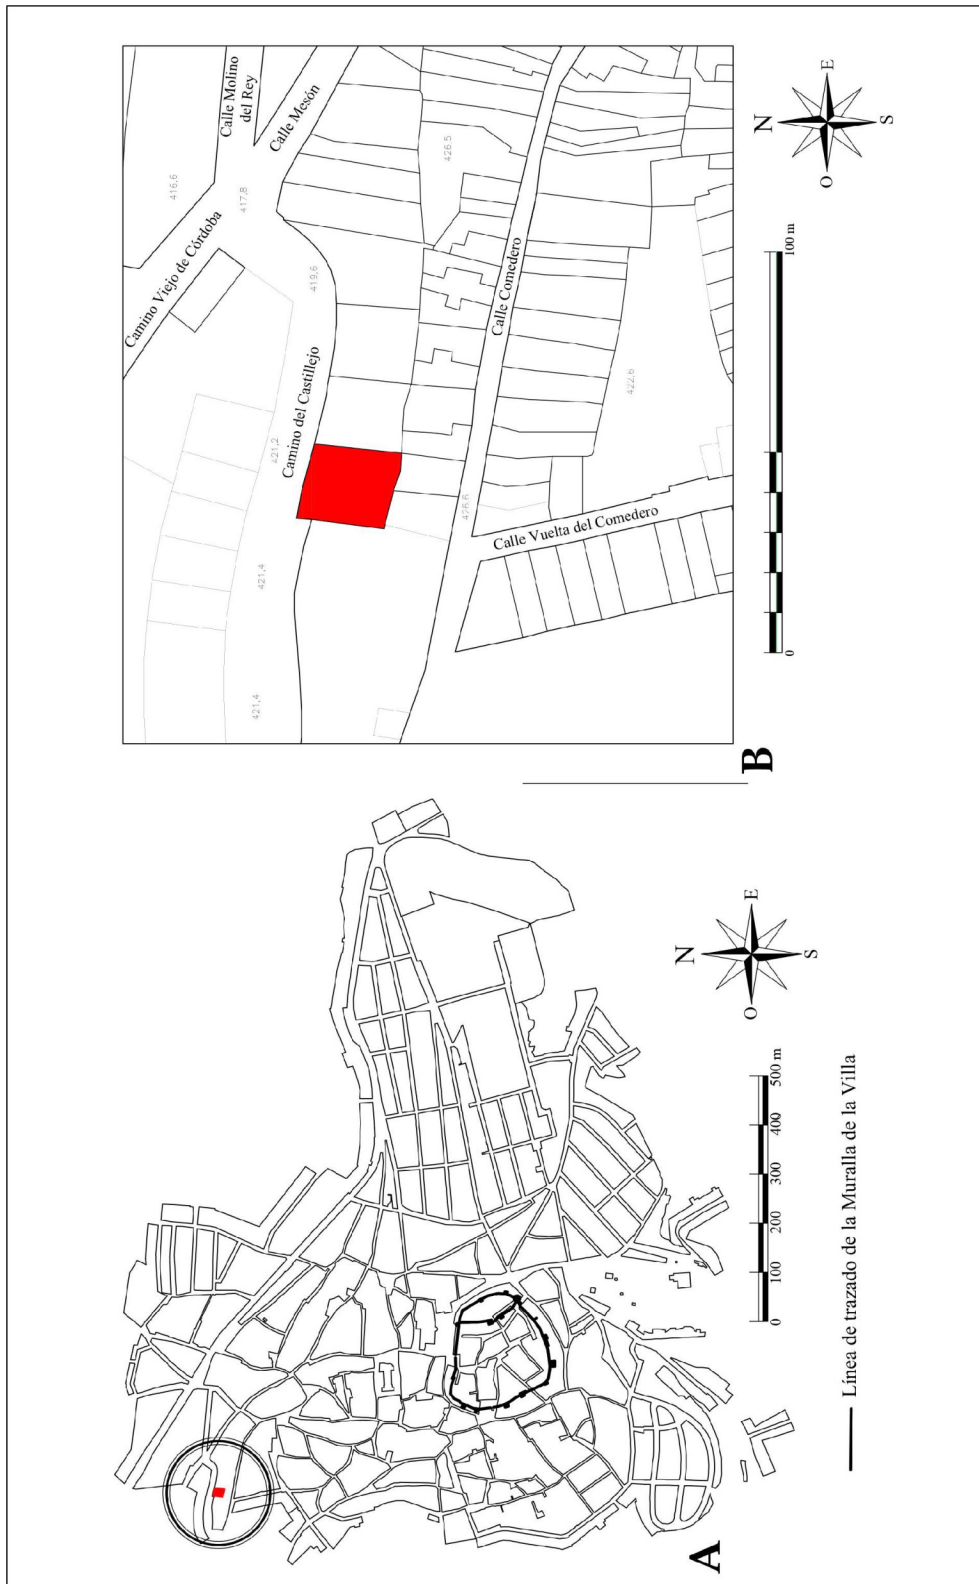 A
N
O
E
S
0
100
200
300
400
500 m
Línea de trazado de la Muralla de la Villa
B
Camino Viejo de Córdoba
Calle Molino
del Rey
Calle Mesón
Camino del Castillejo
Calle Comedero
Calle Vuelta del Comedero
416,6
417,8
419,6
421,2
421,4
421,4
426,5
426,6
422,6
0
100 m
N
O
E
S